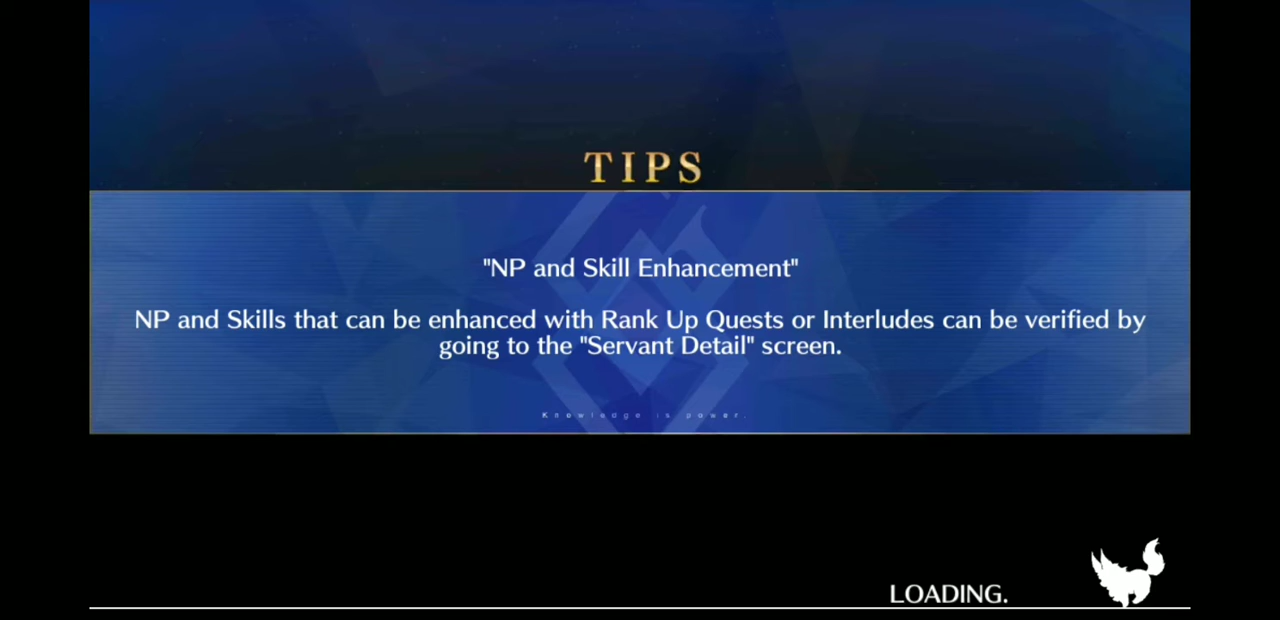 TIPS
"NP and Skill Enhancement"
NP and Skills that can be enhanced with Rank Up Quests or Interludes can be verified by
going to the "Servant Detail" screen.
Knowledge is power.
LOADING.